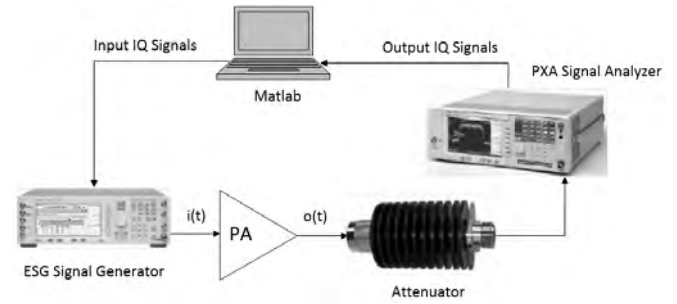 Input IQ Signals
Output IQ Signals
Matlab
PXA Signal Analyzer
i(t)
PA
o(t)
ESG Signal Generator
Attenuator